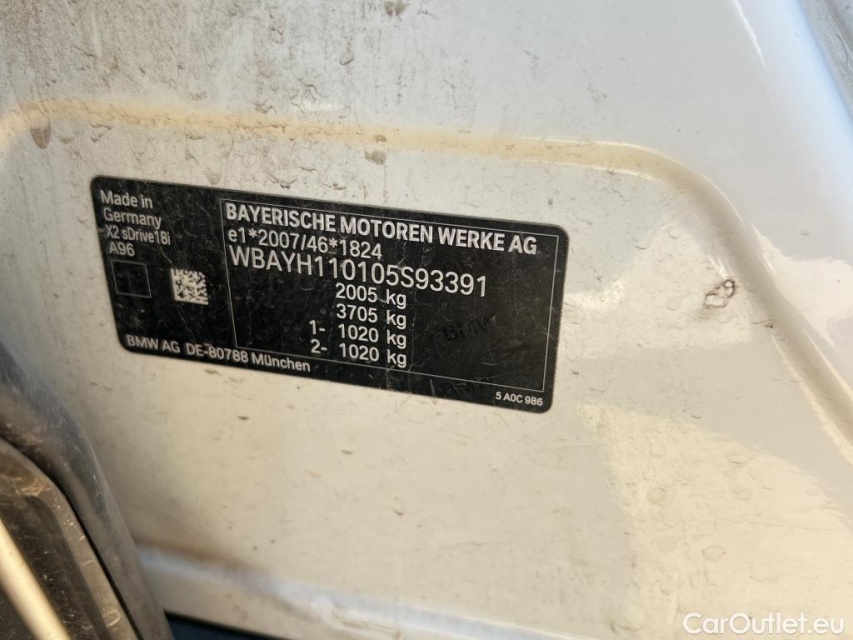 Made in
Germany
X2 sDrive18i
A96
BAYERISCHE MOTOREN WERKE AG
e1*2007/46*1824
WBAYH110105S93391
2005 kg
3705 kg
1- 1020 kg
2- 1020 kg
BMW AG DE-80788 München
5 A0C 986
CarOutlet.eu